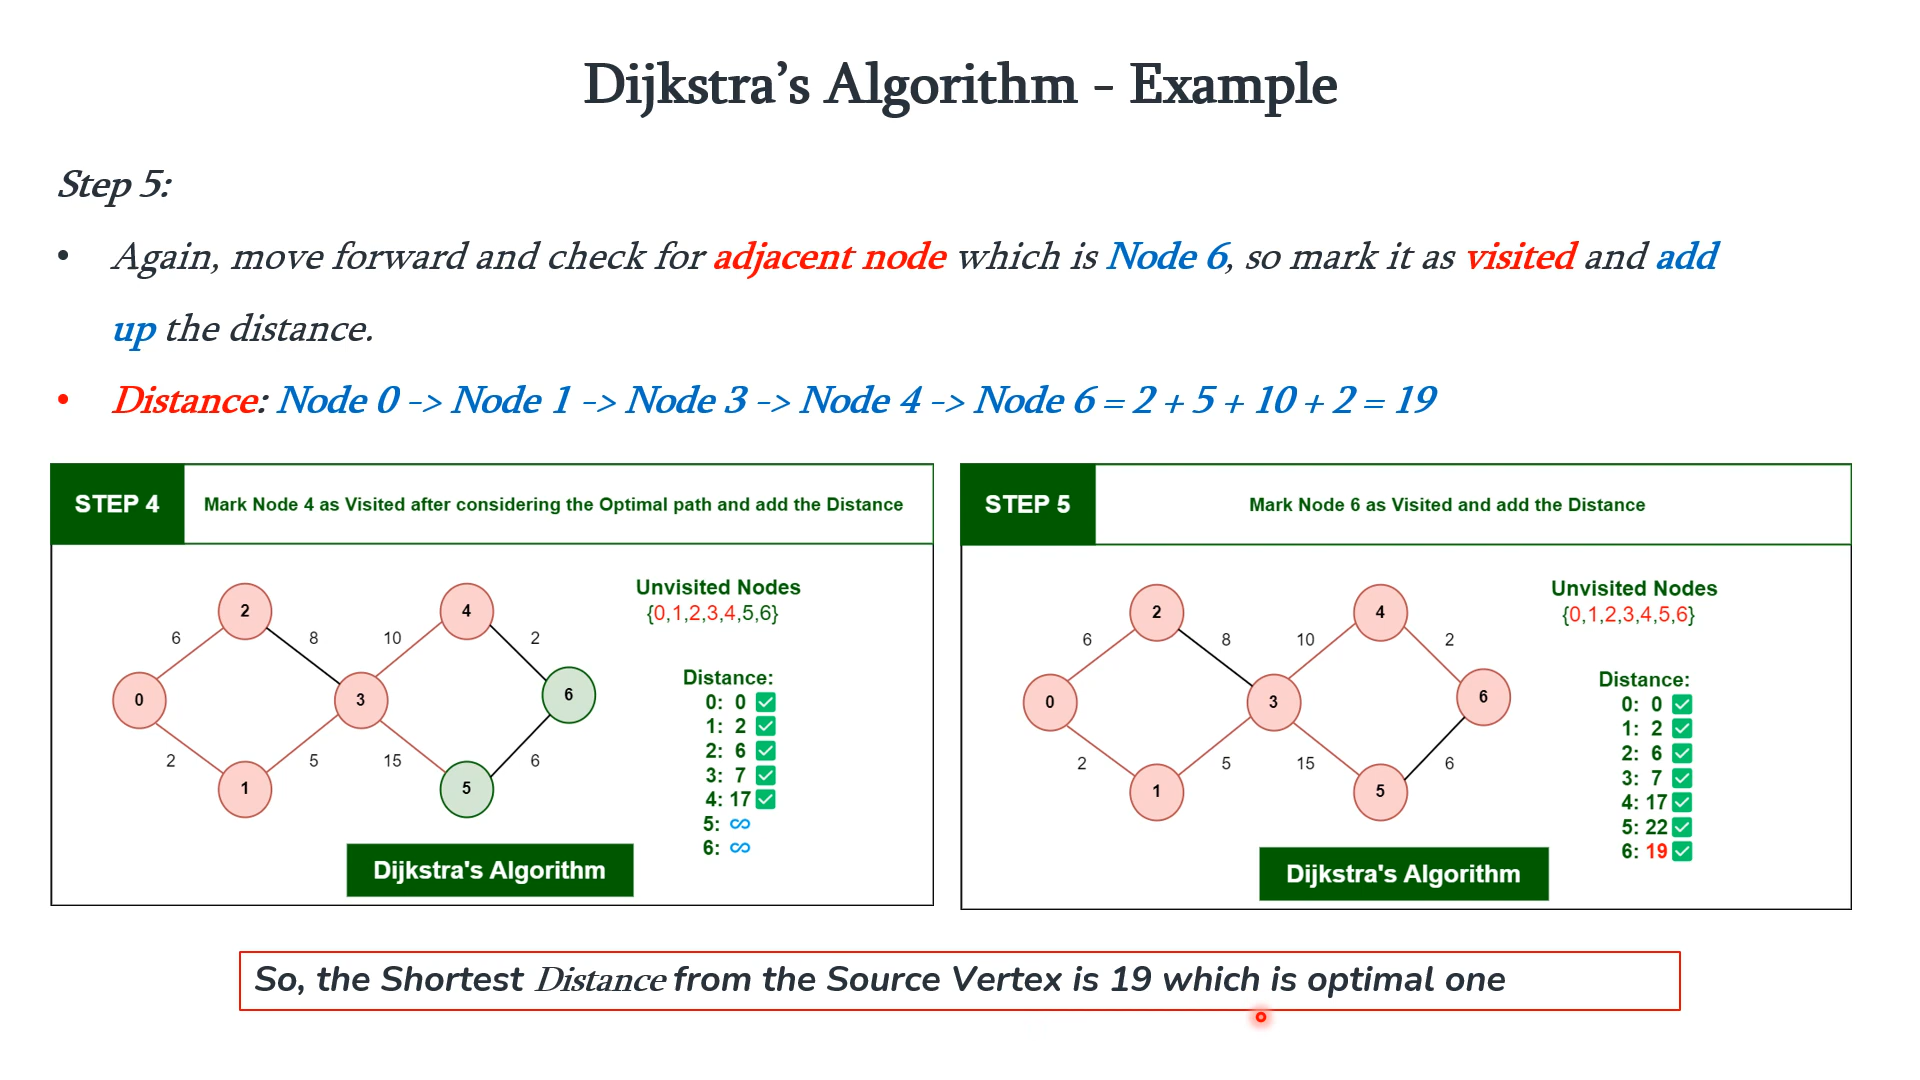 Dijkstra’s Algorithm - Example
Step 5:
• Again, move forward and check for adjacent node which is Node 6, so mark it as visited and add
up the distance.
• Distance: Node 0 -> Node 1 -> Node 3 -> Node 4 -> Node 6 = 2 + 5 + 10 + 2 = 19
STEP 4
Mark Node 4 as Visited after considering the Optimal path and add the Distance
Unvisited Nodes
{0,1,2,3,4,5,6}
2
4
6
8
10
2
0
3
6
2
5
15
6
1
5
Distance:
0: 0
1: 2
2: 6
3: 7
4: 17
5: ∞
6: ∞
Dijkstra's Algorithm
STEP 5
Mark Node 6 as Visited and add the Distance
Unvisited Nodes
{0,1,2,3,4,5,6}
2
4
6
8
10
2
0
3
6
2
5
15
6
1
5
Distance:
0: 0
1: 2
2: 6
3: 7
4: 17
5: 22
6: 19
Dijkstra's Algorithm
So, the Shortest Distance from the Source Vertex is 19 which is optimal one